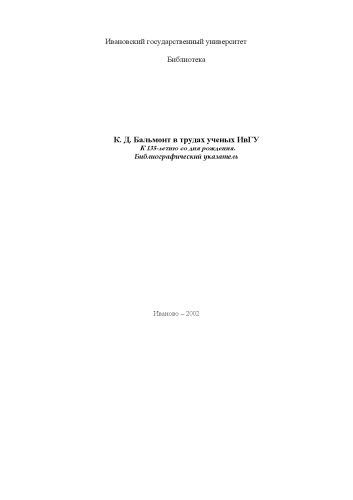 Ивановский государственный университет
Библиотека
К. Д. Бальмонт в трудах ученых ИвГУ
К 135-летию со дня рождения.
Библиографический указатель
Иваново – 2002